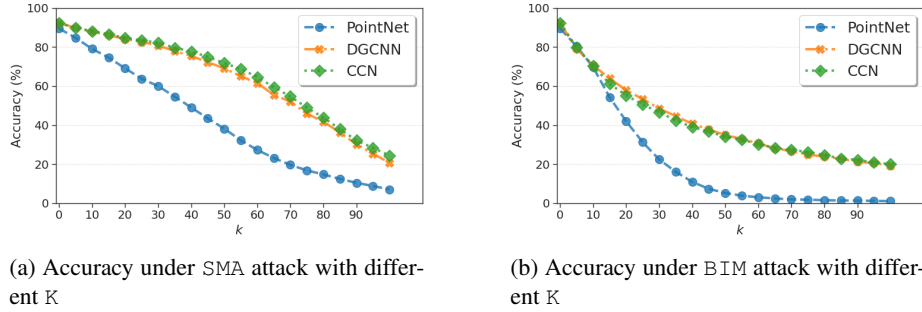 100
80
60
40
20
0
Accuracy (%)
0 10 20 30 40 50 60 70 80 90
k
PointNet
DGCNN
CCN
(a) Accuracy under SMA attack with differ-
ent K
100
80
60
40
20
0
Accuracy (%)
0 10 20 30 40 50 60 70 80 90
k
PointNet
DGCNN
CCN
(b) Accuracy under BIM attack with differ-
ent K